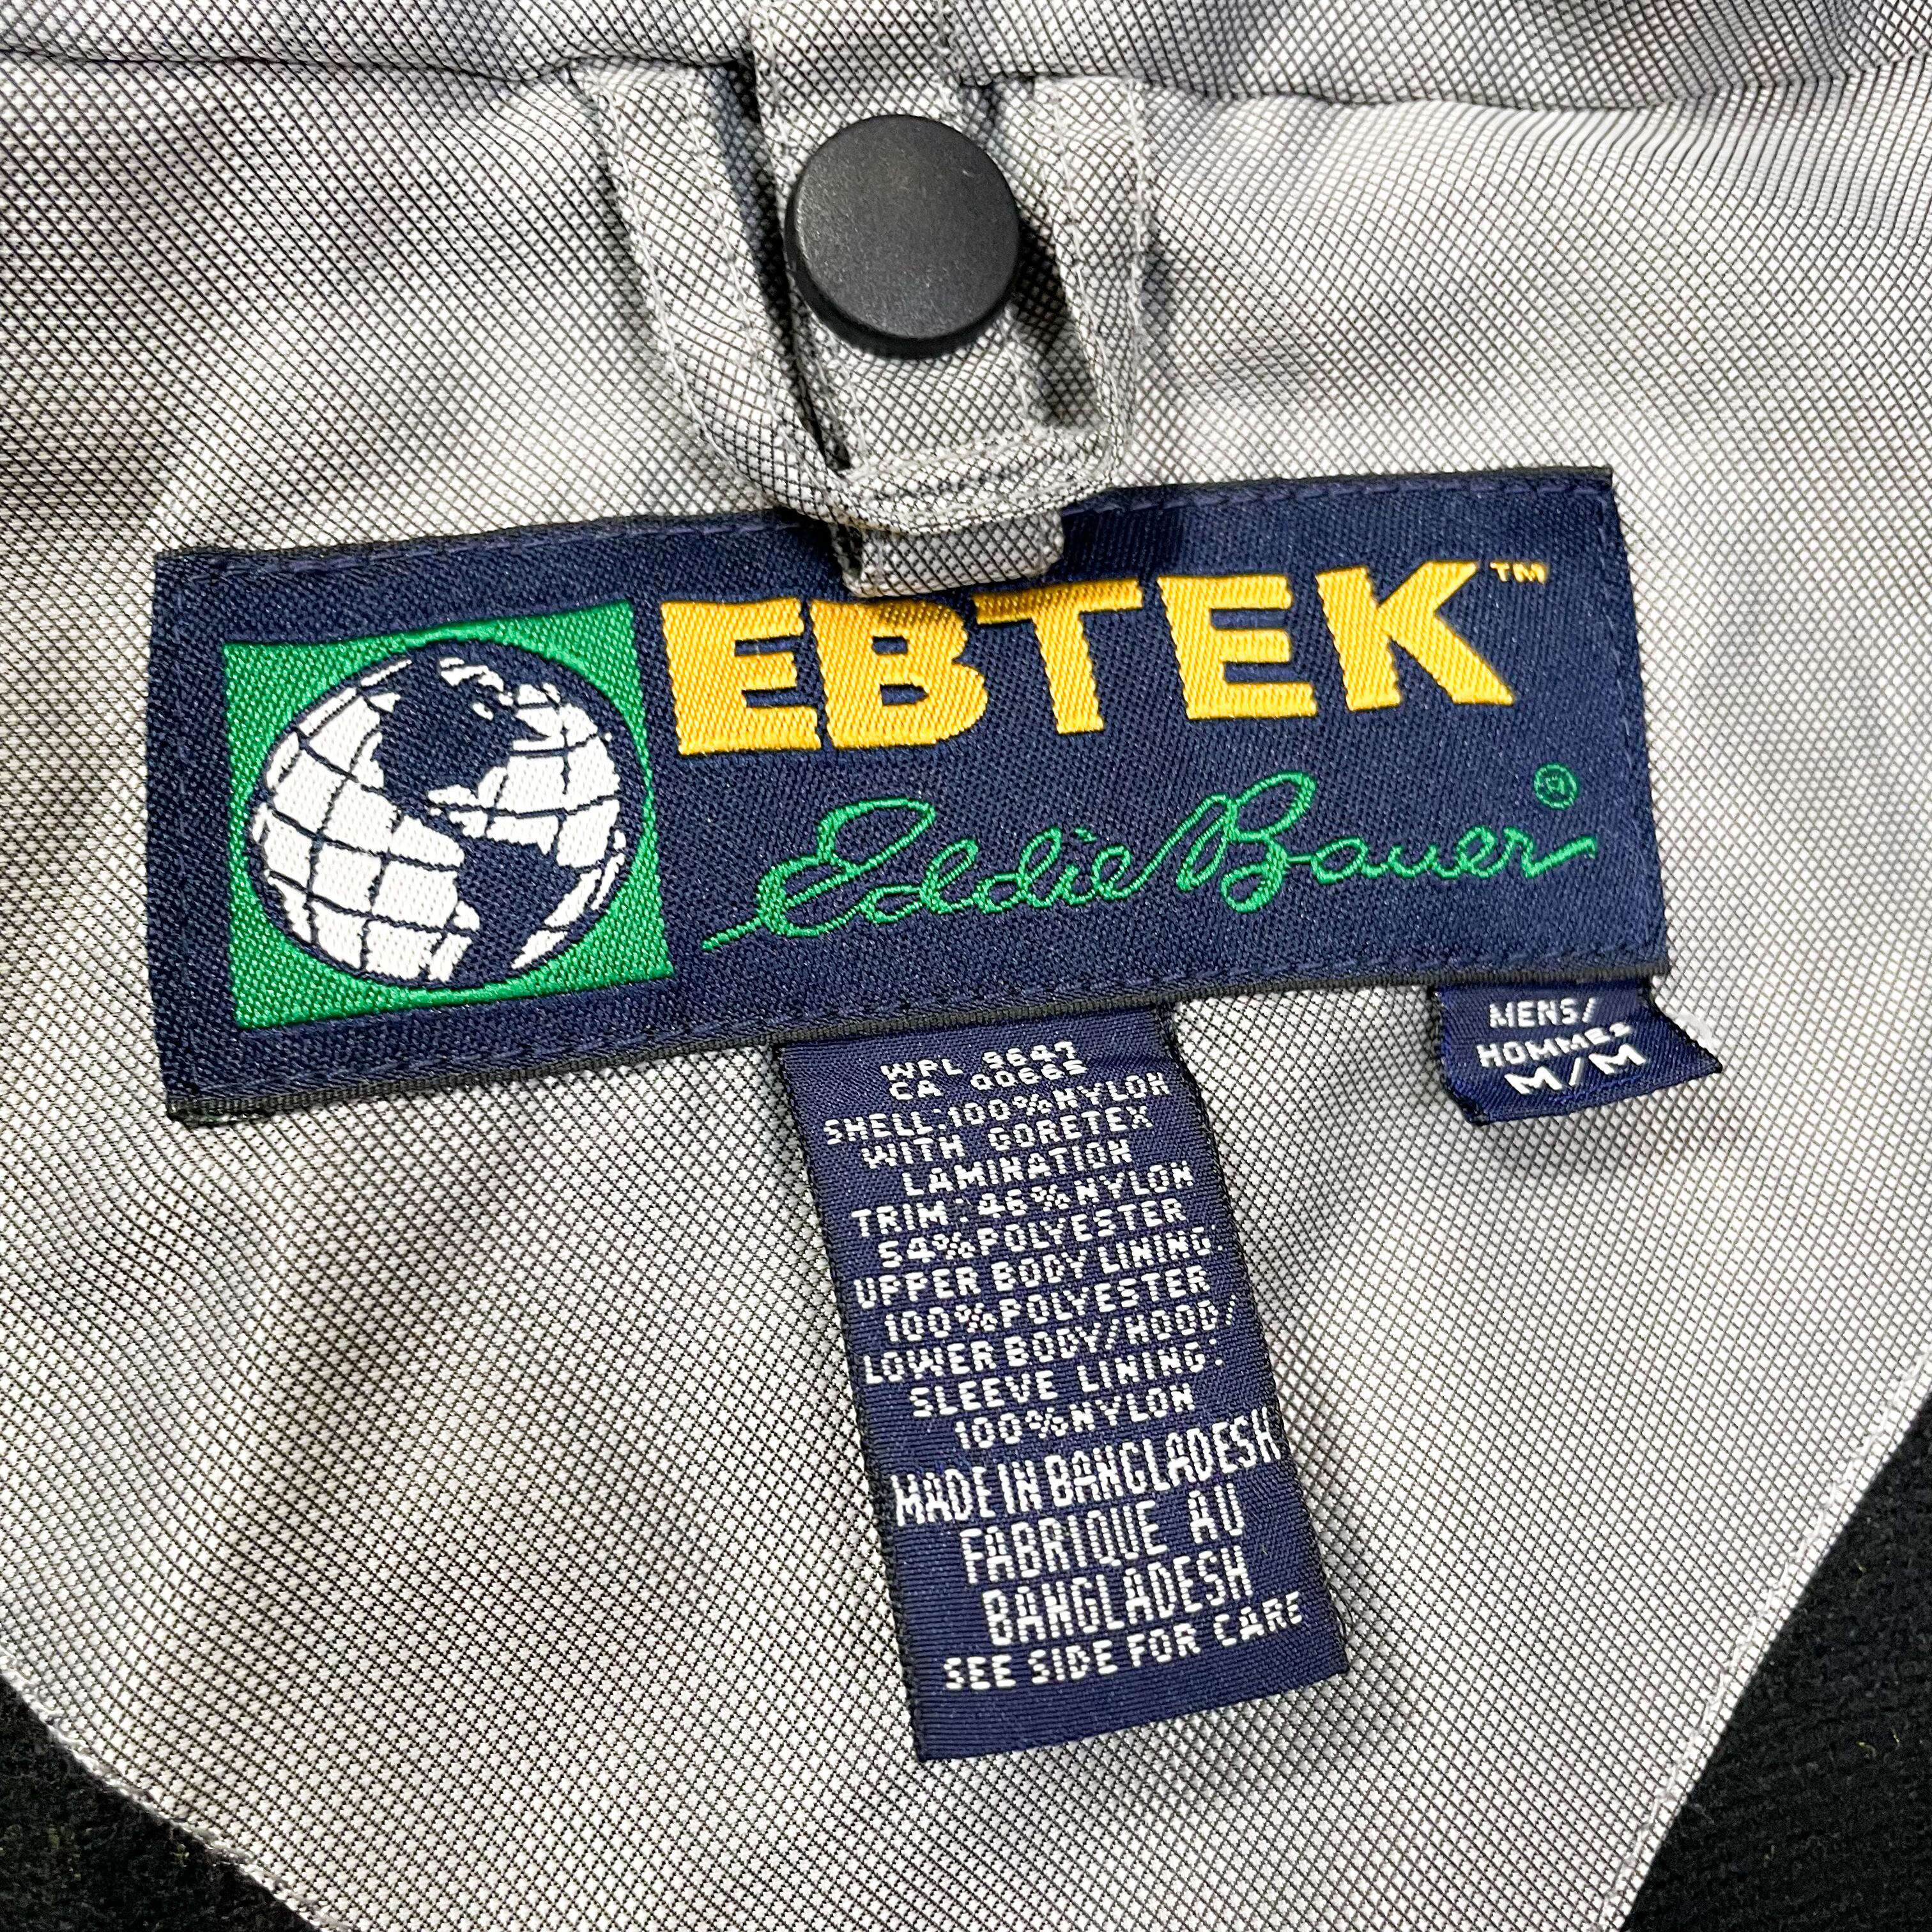 EBTEK™
Eddie Bauer®
MENS/
HOMMES
M/M
WPL 8647
CA 00665
SHELL:100%NYLON
WITH GORETEX
LAMINATION
TRIM:46%NYLON
54%POLYESTER
UPPER BODY LINING:
100%POLYESTER
LOWER BODY/HOOD/
SLEEVE LINING:
100%NYLON
MADE IN BANGLADESH
FABRIQUE AU
BANGLADESH
SEE SIDE FOR CARE